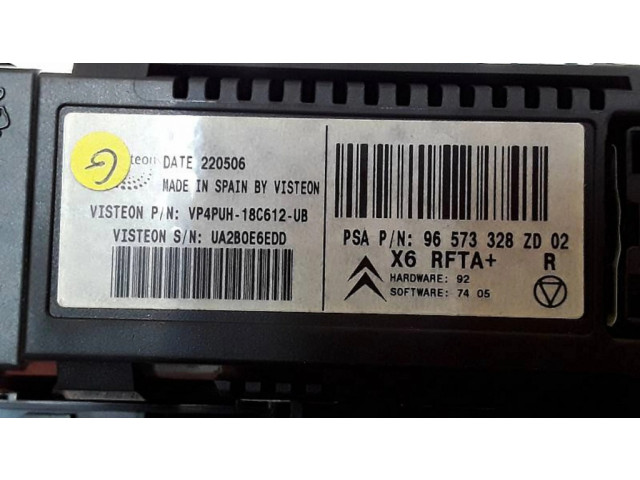 G
teon DATE 220506
MADE IN SPAIN BY VISTEON
VISTEON P/N: VP4PUH-18C612-UB
VISTEON S/N: UA2B0E6EDD
PSA P/N: 96 573 328 ZD 02
X6 RFTA+ R
HARDWARE: 92
SOFTWARE: 74 05